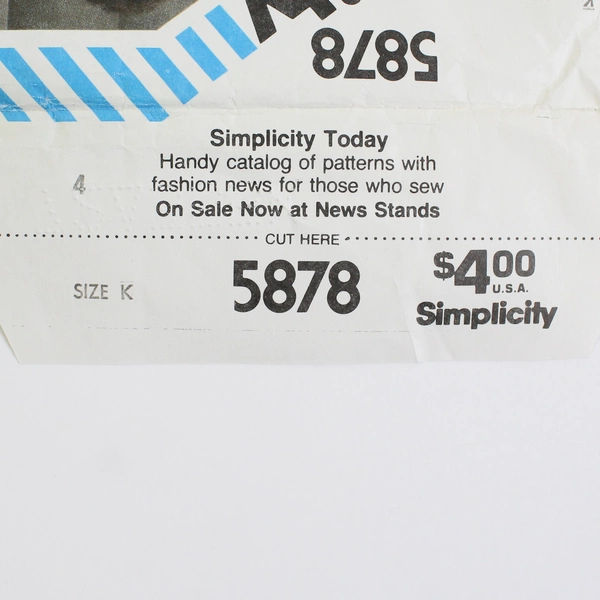 5878
Simplicity Today
Handy catalog of patterns with
fashion news for those who sew
4
On Sale Now at News Stands
CUT HERE
SIZE K
5878
$4.00
U.S.A.
Simplicity